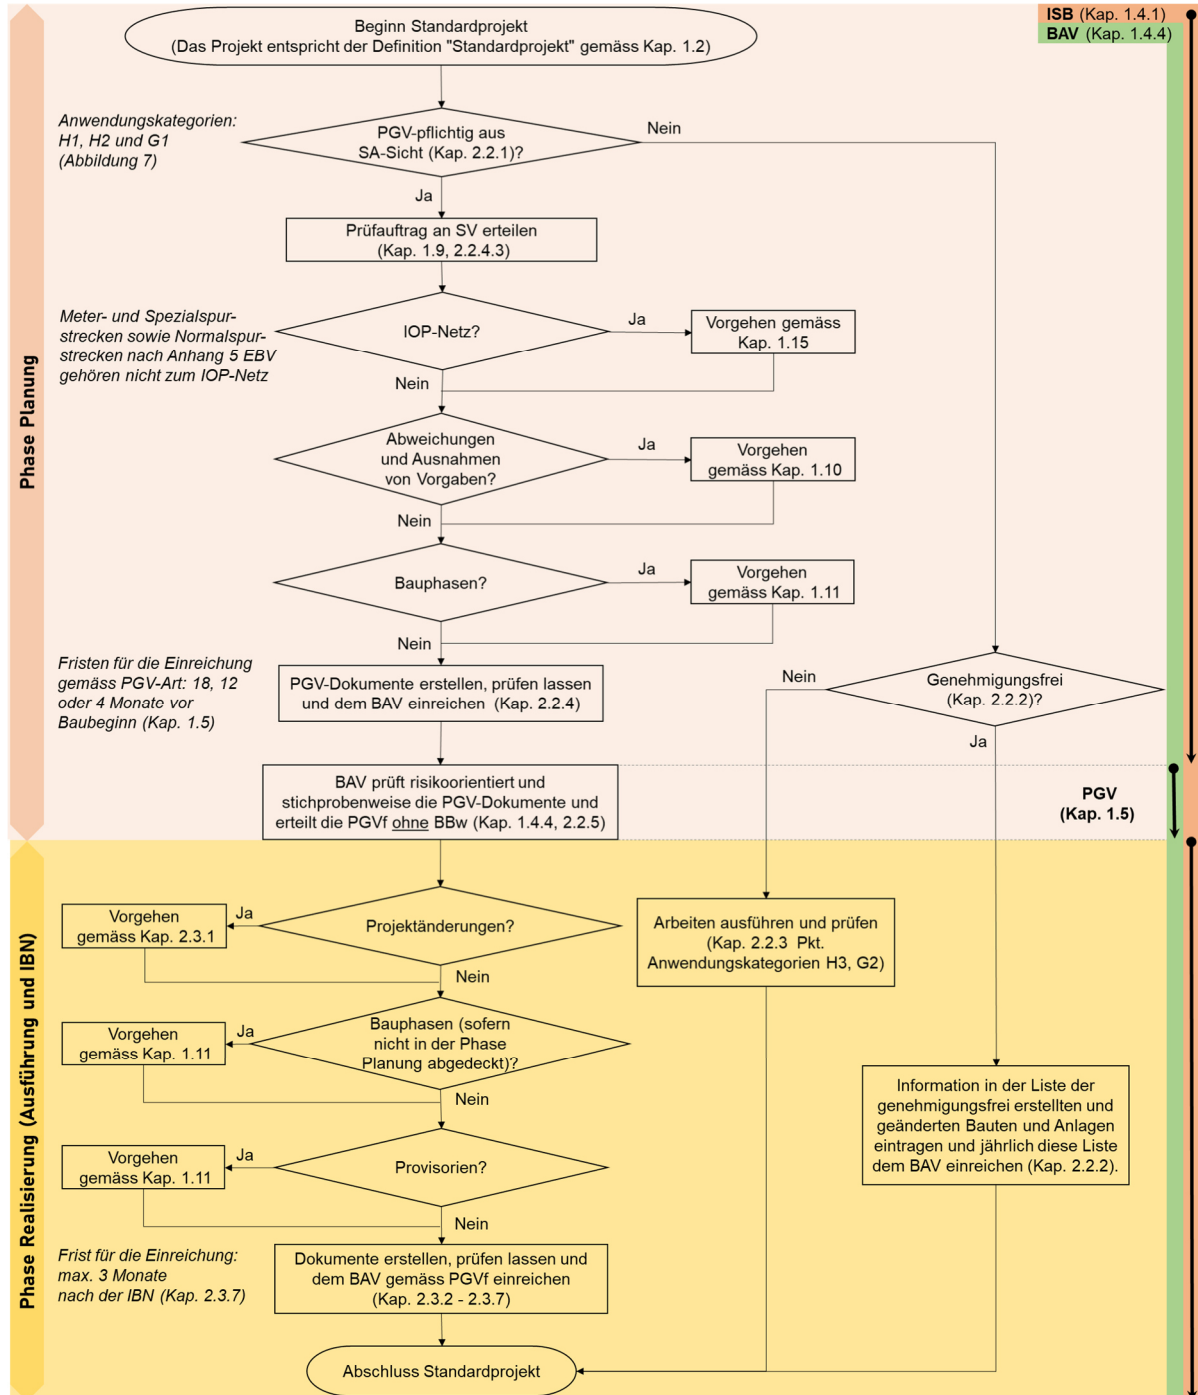 Beginn Standardprojekt
(Das Projekt entspricht der Definition "Standardprojekt" gemäss Kap. 1.2)
ISB (Kap. 1.4.1)
BAV (Kap. 1.4.4)
Anwendungskategorien:
H1, H2 und G1
(Abbildung 7)
PGV-pflichtig aus
SA-Sicht (Kap. 2.2.1)?
Nein
Ja
Prüfauftrag an SV erteilen
(Kap. 1.9, 2.2.4.3)
Meter- und Spezialspur-
strecken sowie Normalspur-
strecken nach Anhang 5 EBV
gehören nicht zum IOP-Netz
IOP-Netz?
Ja
Vorgehen gemäss
Kap. 1.15
Nein
Abweichungen
und Ausnahmen
von Vorgaben?
Ja
Vorgehen
gemäss Kap. 1.10
Nein
Bauphasen?
Ja
Vorgehen
gemäss Kap. 1.11
Nein
Phase Planung
Fristen für die Einreichung
gemäss PGV-Art: 18, 12
oder 4 Monate vor
Baubeginn (Kap. 1.5)
PGV-Dokumente erstellen, prüfen lassen
und dem BAV einreichen (Kap. 2.2.4)
Nein
Genehmigungsfrei
(Kap. 2.2.2)?
Ja
BAV prüft risikoorientiert und
stichprobenweise die PGV-Dokumente und
erteilt die PGVf ohne BBw (Kap. 1.4.4, 2.2.5)
PGV
(Kap. 1.5)
Projektänderungen?
Ja
Vorgehen
gemäss Kap. 2.3.1
Nein
Arbeiten ausführen und prüfen
(Kap. 2.2.3 Pkt.
Anwendungskategorien H3, G2)
Bauphasen (sofern
nicht in der Phase
Planung abgedeckt)?
Ja
Vorgehen
gemäss Kap. 1.11
Nein
Information in der Liste der
genehmigungsfrei erstellten und
geänderten Bauten und Anlagen
eintragen und jährlich diese Liste
dem BAV einreichen (Kap. 2.2.2).
Provisorien?
Ja
Vorgehen
gemäss Kap. 1.11
Nein
Phase Realisierung (Ausführung und IBN)
Frist für die Einreichung:
max. 3 Monate
nach der IBN (Kap. 2.3.7)
Dokumente erstellen, prüfen lassen und
dem BAV gemäss PGVf einreichen
(Kap. 2.3.2 - 2.3.7)
Abschluss Standardprojekt